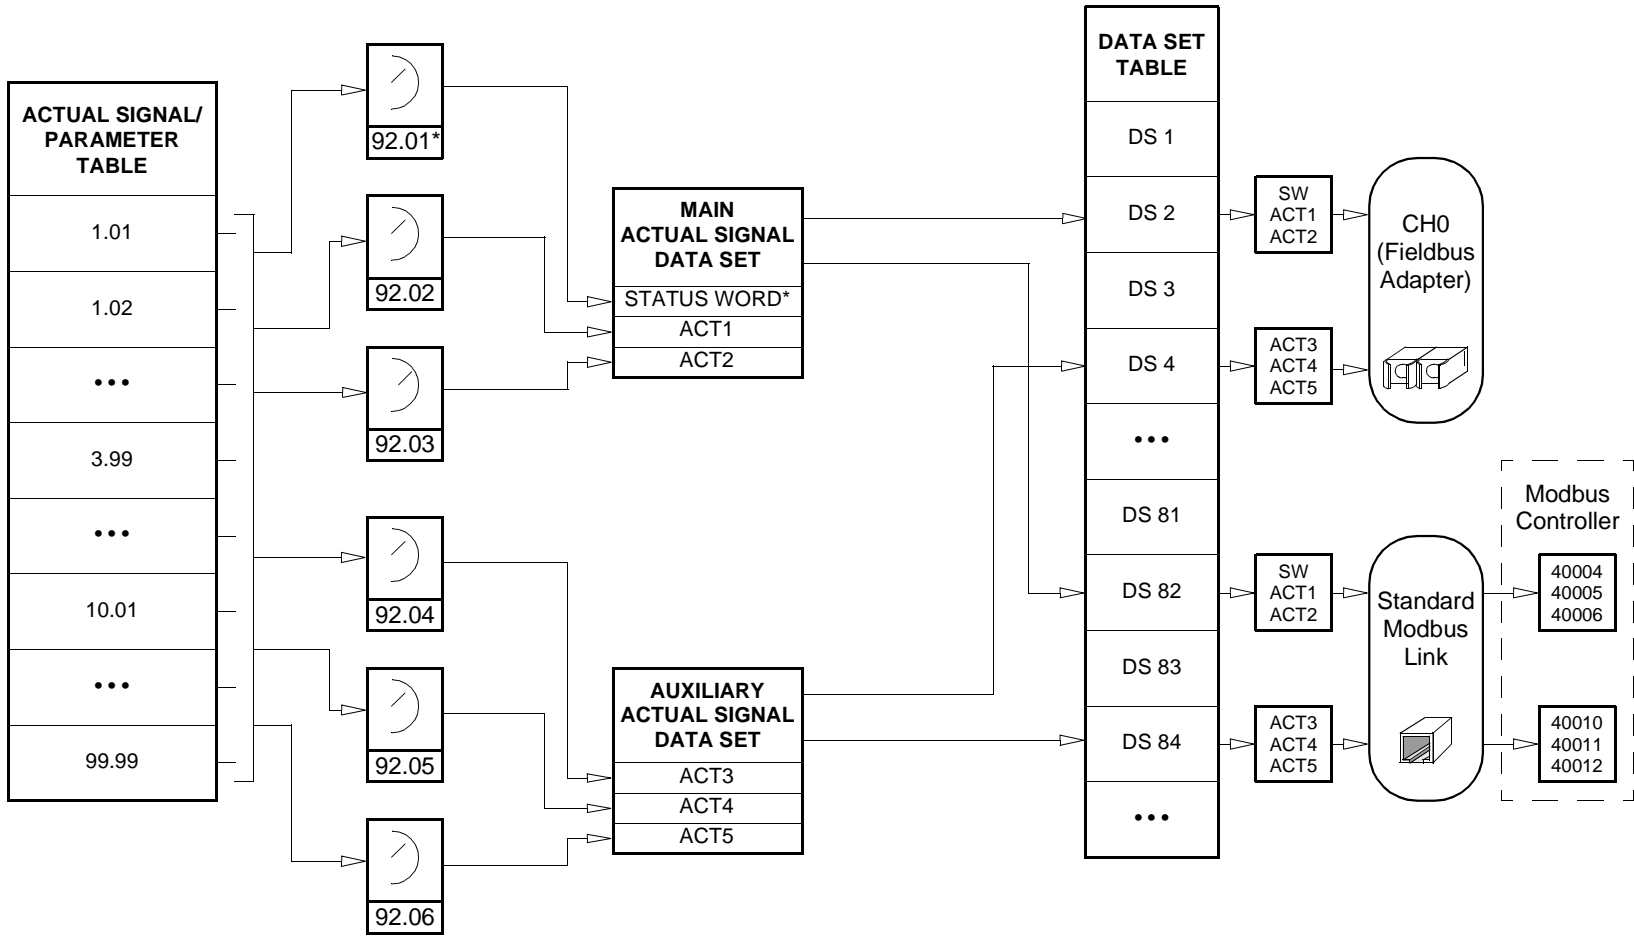 ACTUAL SIGNAL/
PARAMETER
TABLE
1.01
1.02
•••
3.99
•••
10.01
•••
99.99
92.01*
92.02
92.03
92.04
92.05
92.06
MAIN
ACTUAL SIGNAL
DATA SET
STATUS WORD*
ACT1
ACT2
AUXILIARY
ACTUAL SIGNAL
DATA SET
ACT3
ACT4
ACT5
DATA SET
TABLE
DS 1
DS 2
DS 3
DS 4
•••
DS 81
DS 82
DS 83
DS 84
•••
SW
ACT1
ACT2
ACT3
ACT4
ACT5
SW
ACT1
ACT2
ACT3
ACT4
ACT5
CH0
(Fieldbus
Adapter)
Standard
Modbus
Link
Modbus
Controller
40004
40005
40006
40010
40011
40012